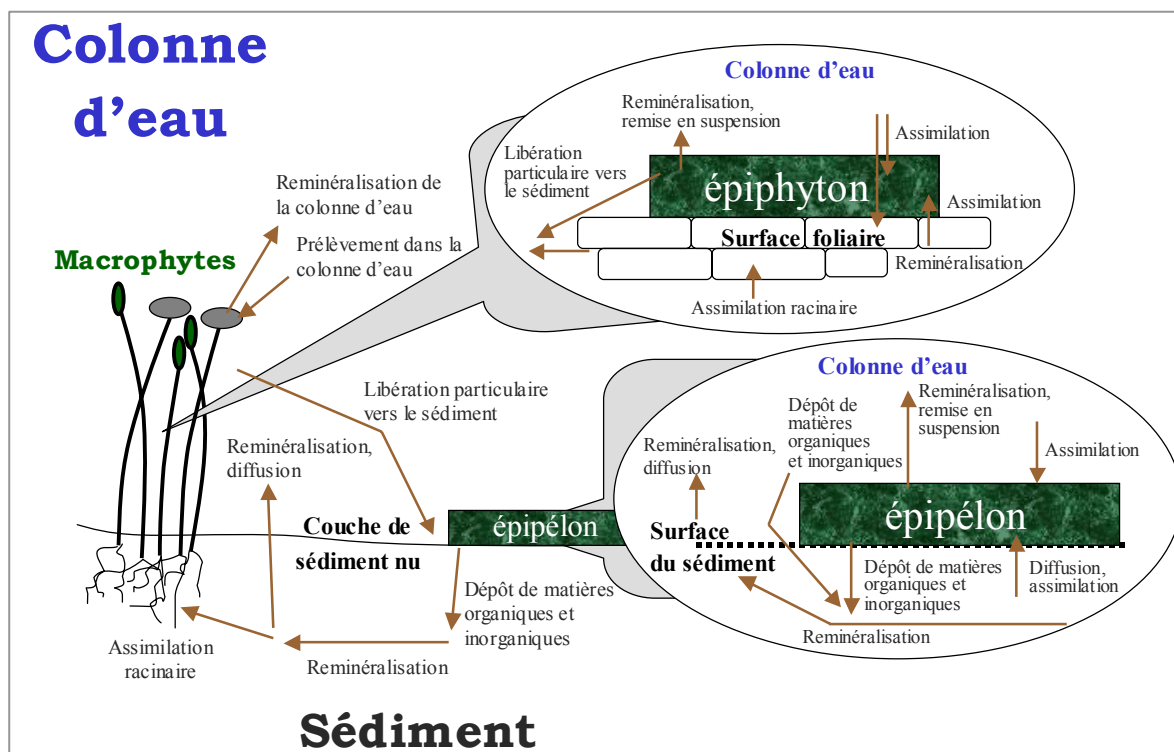 Colonne
d'eau
Colonne d'eau
Reminéralisation,
remise en suspension
Assimilation
Libération
particulaire vers
le sédiment
épiphyton
Assimilation
Surface foliaire
Reminéralisation
Assimilation racinaire
Reminéralisation de
la colonne d'eau
Prélèvement dans la
colonne d'eau
Macrophytes
Libération particulaire
vers le sédiment
Reminéralisation,
diffusion
Couche de
sédiment nu
épipélon
Dépôt de matières
organiques et
inorganiques
Assimilation
racinaire
Reminéralisation
Colonne d'eau
Dépôt de
matières
organiques
et inorganiques
Reminéralisation,
remise en
suspension
Reminéralisation,
diffusion
Assimilation
épipélon
Surface
du sédiment
Dépôt de matières
organiques et
inorganiques
Diffusion,
assimilation
Reminéralisation
Sédiment